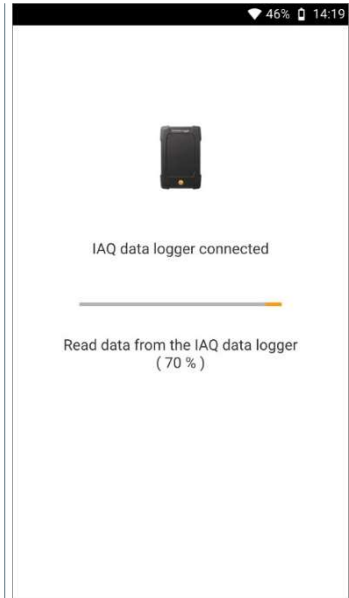 46% 14:19
IAQ data logger connected
Read data from the IAQ data logger
( 70 % )